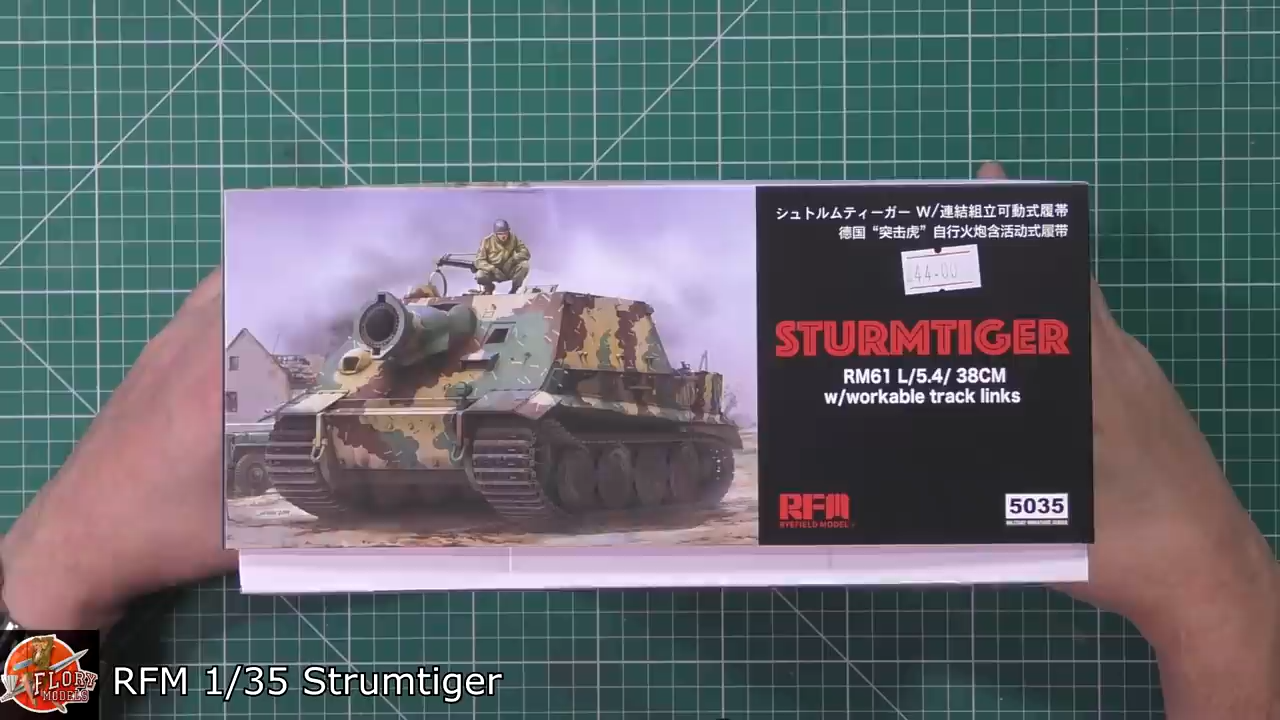 シュトルムティーガー W/連結組立可動式履帯
德国“突击虎”自行火炮含活动式履帯
44-00
STURMTIGER
RM61 L/5.4/ 38CM
w/workable track links
RFM
RYEFIELD MODEL
5035
FLORY
MODELS
RFM 1/35 Strumtiger